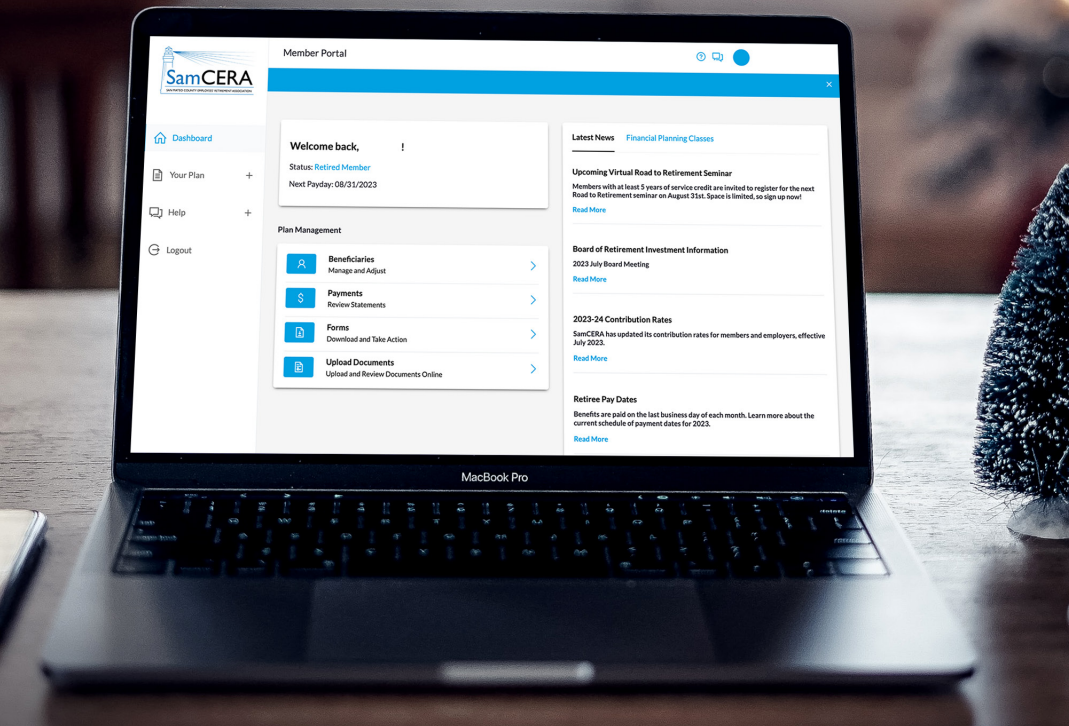 SamCERA
SAN MATEO COUNTY EMPLOYEES' RETIREMENT ASSOCIATION
Member Portal
Dashboard
Your Plan +
Help +
Logout
Welcome back, !
Status: Retired Member
Next Payday: 08/31/2023
Plan Management
Beneficiaries
Manage and Adjust
Payments
Review Statements
Forms
Download and Take Action
Upload Documents
Upload and Review Documents Online
Latest News Financial Planning Classes
Upcoming Virtual Road to Retirement Seminar
Members with at least 5 years of service credit are invited to register for the next
Road to Retirement seminar on August 31st. Space is limited, so sign up now!
Read More
Board of Retirement Investment Information
2023 July Board Meeting
Read More
2023-24 Contribution Rates
SamCERA has updated its contribution rates for members and employers, effective
July 2023.
Read More
Retiree Pay Dates
Benefits are paid on the last business day of each month. Learn more about the
current schedule of payment dates for 2023.
Read More
MacBook Pro
delete